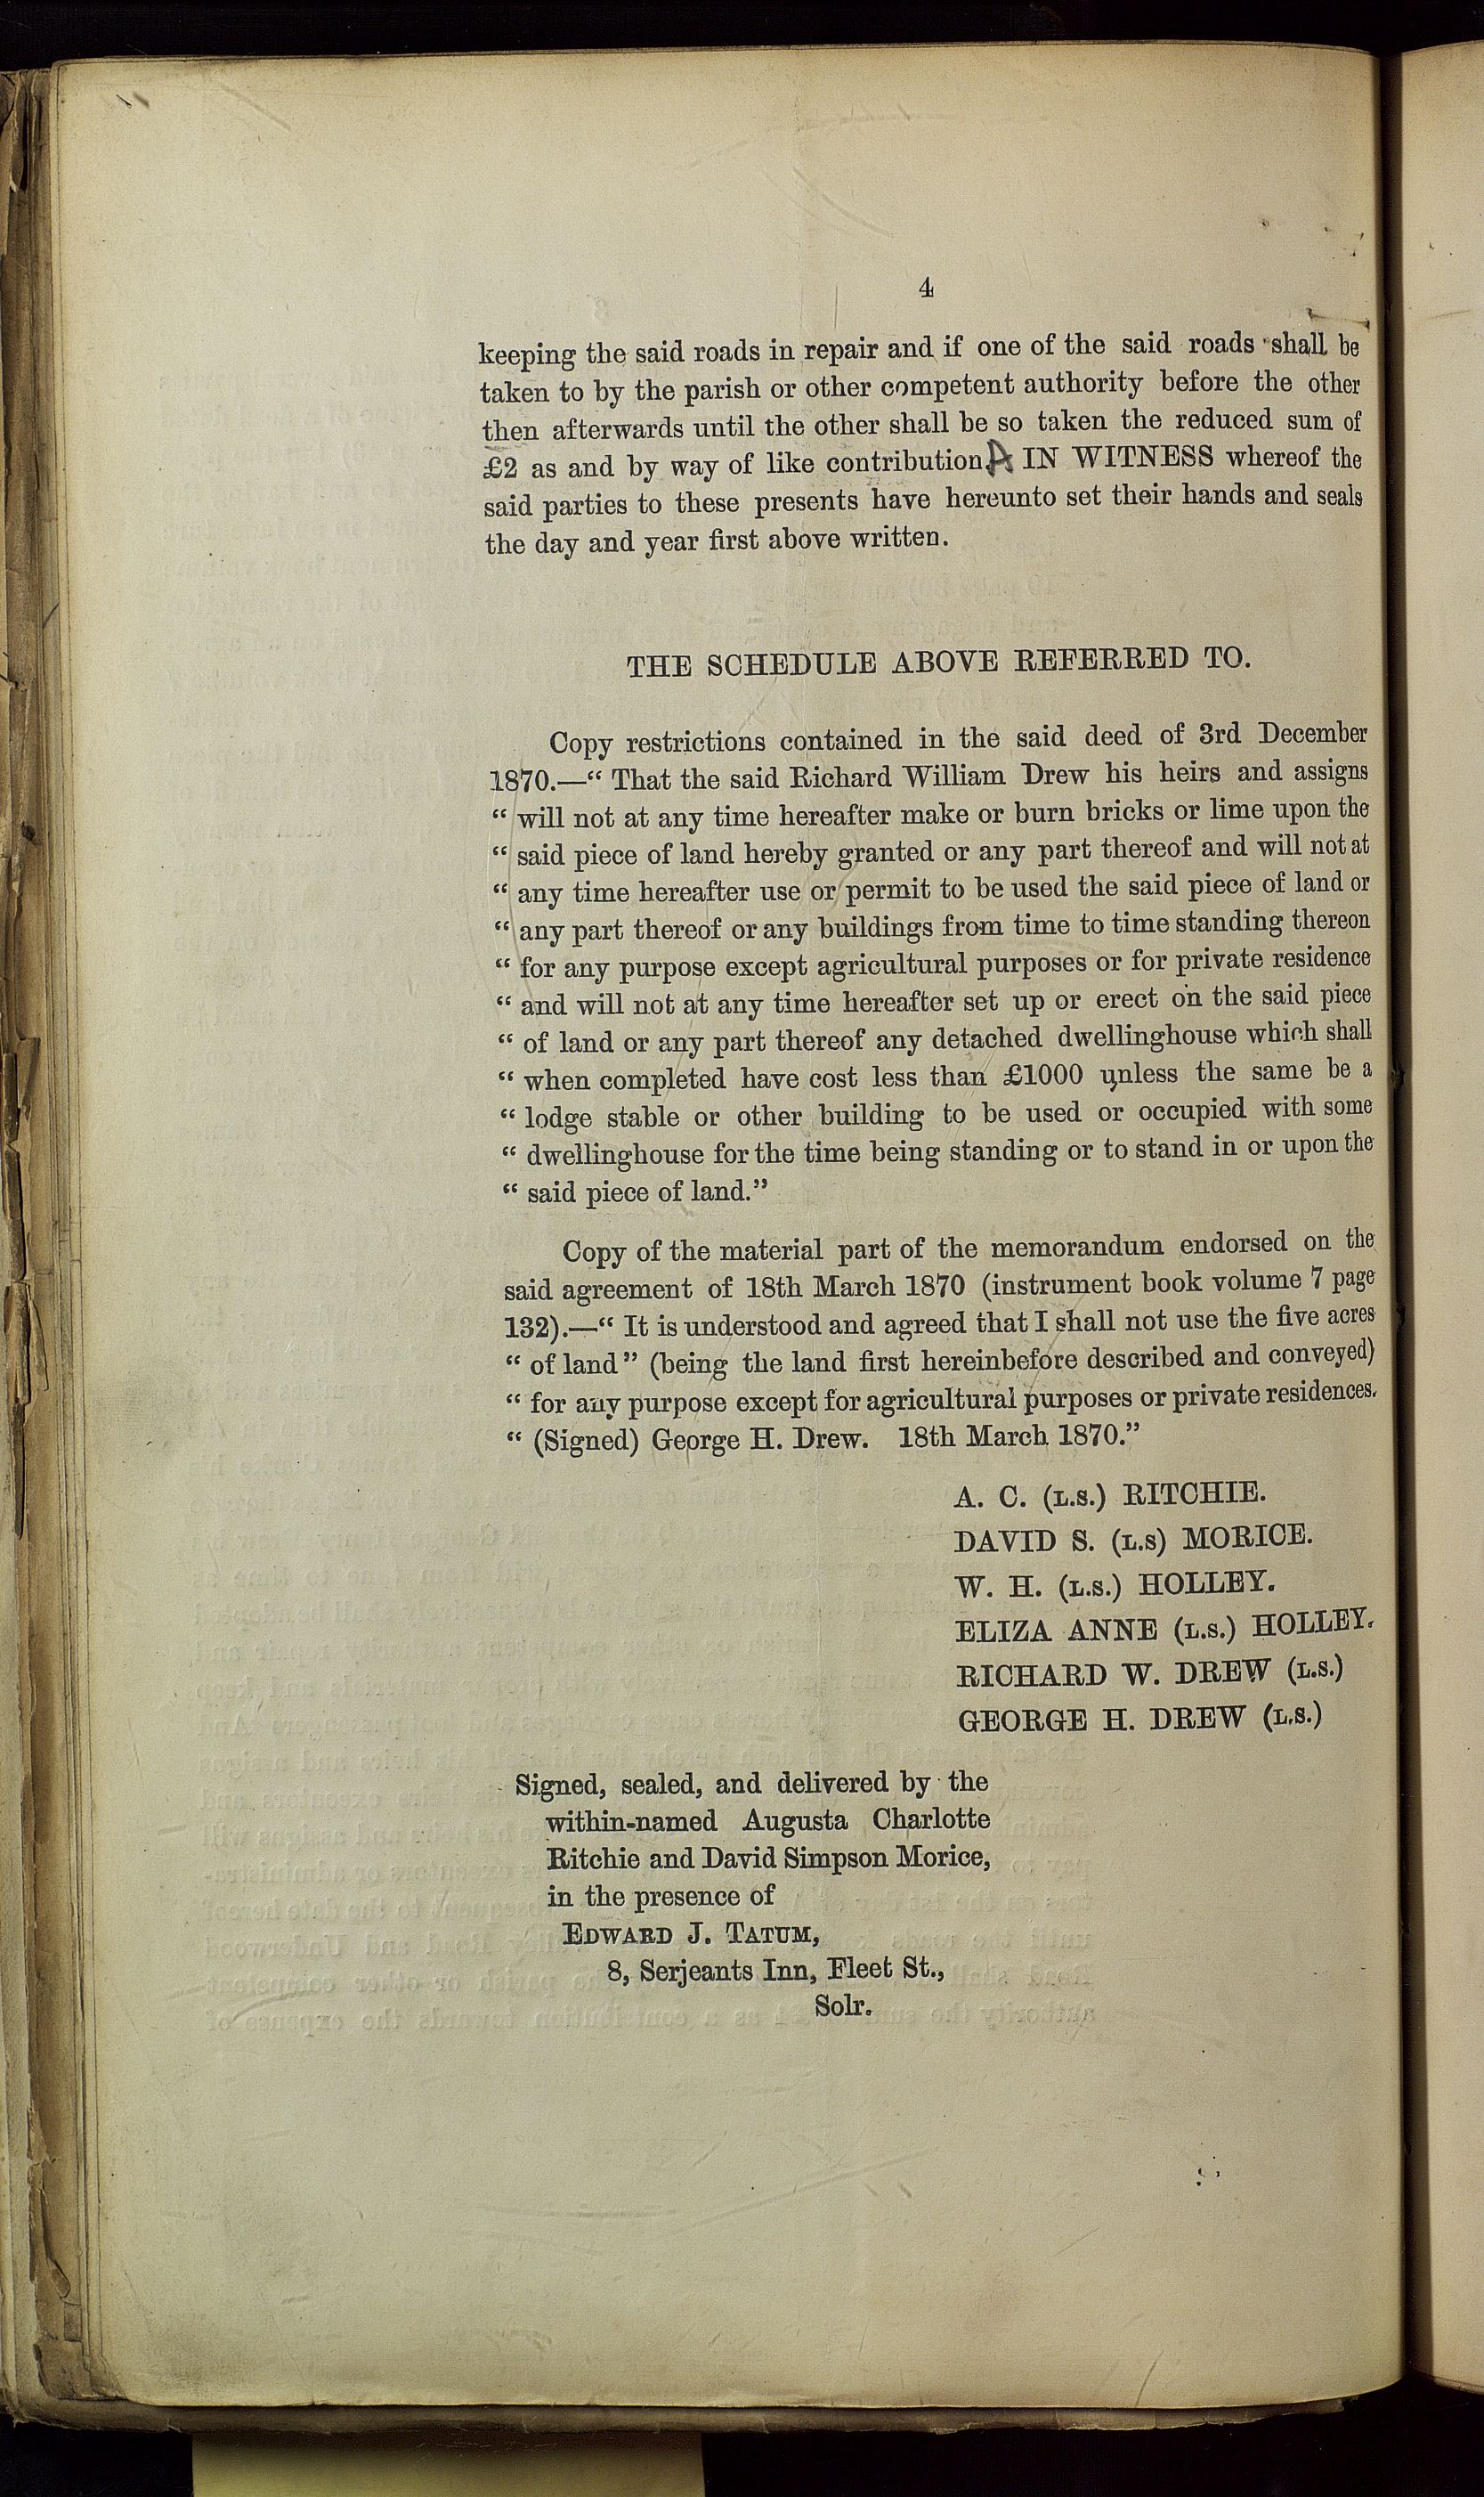 4
keeping the said roads in repair and if one of the said roads shall be
taken to by the parish or other competent authority before the other
then afterwards until the other shall be so taken the reduced sum of
£2 as and by way of like contribution A IN WITNESS whereof the
said parties to these presents have hereunto set their hands and seals
the day and year first above written.
THE SCHEDULE ABOVE REFERRED TO.
Copy restrictions contained in the said deed of 3rd December
1870.—“ That the said Richard William Drew his heirs and assigns
“ will not at any time hereafter make or burn bricks or lime upon the
“ said piece of land hereby granted or any part thereof and will not at
“ any time hereafter use or permit to be used the said piece of land or
“ any part thereof or any buildings from time to time standing thereon
“ for any purpose except agricultural purposes or for private residence
“ and will not at any time hereafter set up or erect on the said piece
“ of land or any part thereof any detached dwellinghouse which shall
“ when completed have cost less than £1000 unless the same be a
“ lodge stable or other building to be used or occupied with some
“ dwellinghouse for the time being standing or to stand in or upon the
“ said piece of land.”
Copy of the material part of the memorandum endorsed on the
said agreement of 18th March 1870 (instrument book volume 7 page
132).—“ It is understood and agreed that I shall not use the five acres
“ of land” (being the land first hereinbefore described and conveyed)
“ for any purpose except for agricultural purposes or private residences.
“ (Signed) George H. Drew. 18th March 1870.”
A. C. (L.S.) RITCHIE.
DAVID S. (L.S) MORICE.
W. H. (L.S.) HOLLEY.
ELIZA ANNE (L.S.) HOLLEY.
RICHARD W. DREW (L.S.)
GEORGE H. DREW (L.S.)
Signed, sealed, and delivered by the
within-named Augusta Charlotte
Ritchie and David Simpson Morice,
in the presence of
EDWARD J. TATUM,
8, Serjeants Inn, Fleet St.,
Solr.